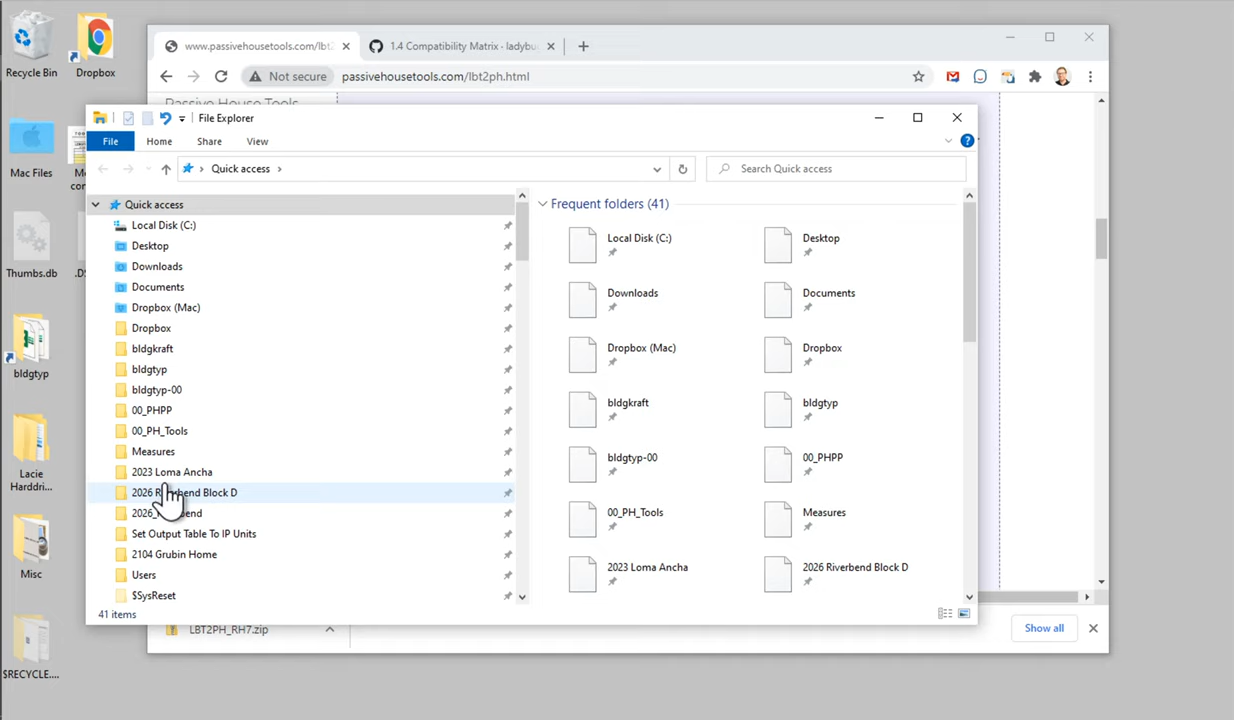 Recycle Bin
Dropbox
Mac Files
Thumbs.db
.DS
bldgtyp
Lacie
Harddri...
Misc
$RECYCLE....
www.passivehousetools.com/lbt2
1.4 Compatibility Matrix - ladybu
Not secure
passivehousetools.com/lbt2ph.html
Passive House Tools
File Explorer
File
Home
Share
View
Quick access
Search Quick access
Quick access
Local Disk (C:)
Desktop
Downloads
Documents
Dropbox (Mac)
Dropbox
bldgkraft
bldgtyp
bldgtyp-00
00_PHPP
00_PH_Tools
Measures
2023 Loma Ancha
2026 Riverbend Block D
Set Output Table To IP Units
2104 Grubin Home
Users
$SysReset
Frequent folders (41)
Local Disk (C:)
Desktop
Downloads
Documents
Dropbox (Mac)
Dropbox
bldgkraft
bldgtyp
bldgtyp-00
00_PHPP
00_PH_Tools
Measures
2023 Loma Ancha
2026 Riverbend Block D
41 items
LBT2PH_RH7.zip
Show all